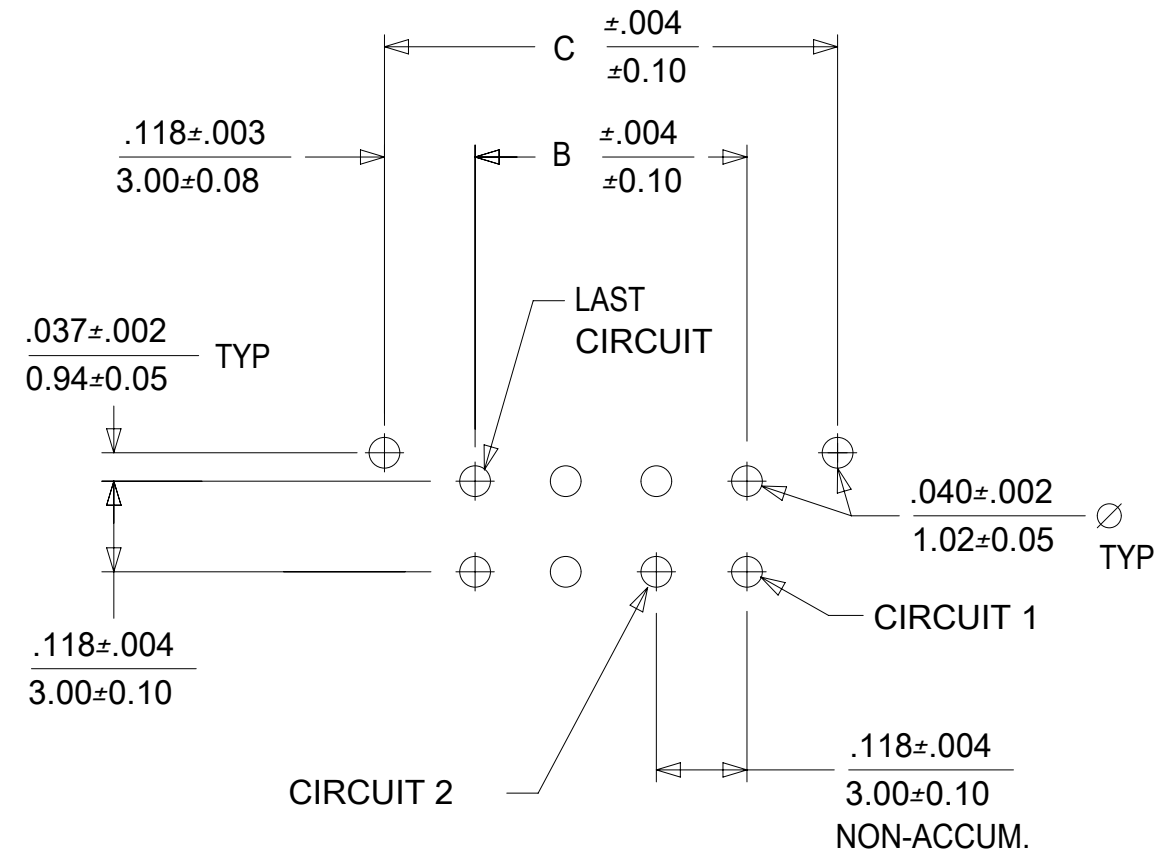 C ±.004
±0.10
.118±.003
3.00±0.08
B ±.004
±0.10
LAST
CIRCUIT
.037±.002
0.94±0.05
TYP
.040±.002
1.02±0.05
∅
TYP
CIRCUIT 1
.118±.004
3.00±0.10
CIRCUIT 2
.118±.004
3.00±0.10
NON-ACCUM.